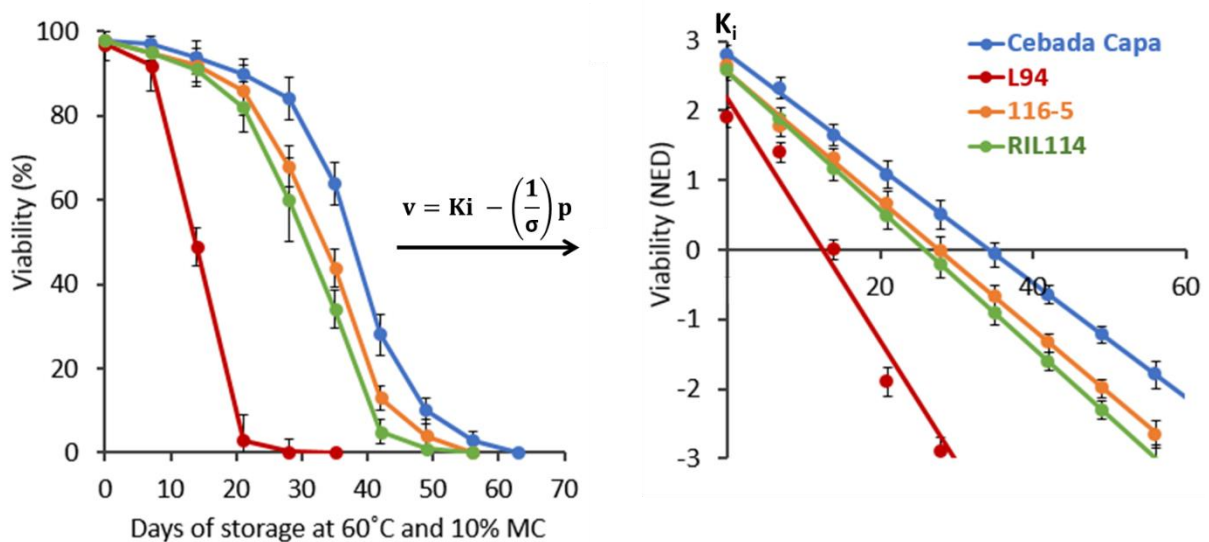 100
80
60
40
20
0
Viability (%)
0 10 20 30 40 50 60 70
Days of storage at 60˚C and 10% MC
v = Ki − (1/σ) p
Ki
3
2
1
0
-1
-2
-3
Viability (NED)
20 40 60
Cebada Capa
L94
116-5
RIL114